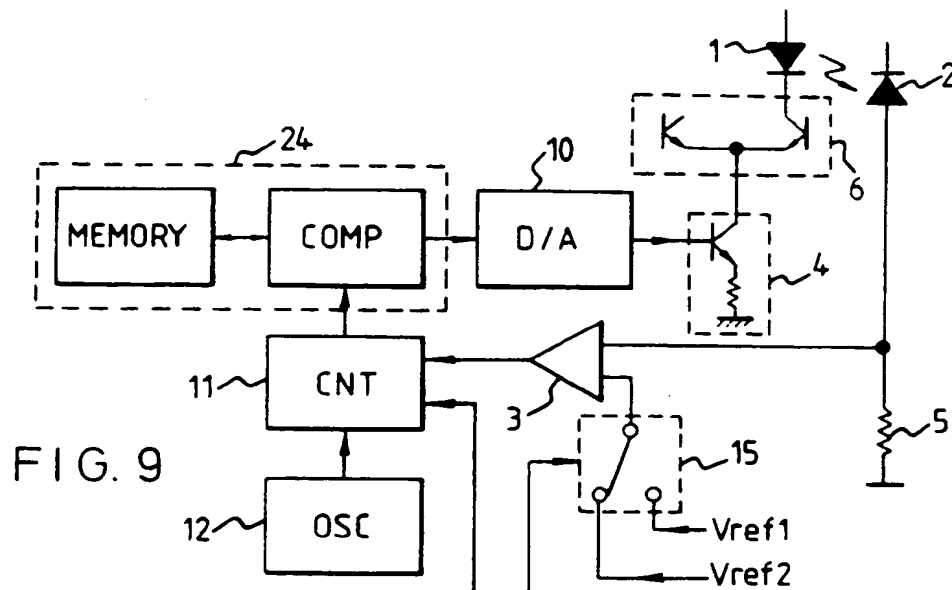 1
2
24
10
6
MEMORY
COMP
D/A
4
11
CNT
3
5
15
FIG. 9
12
OSC
Vref1
Vref2